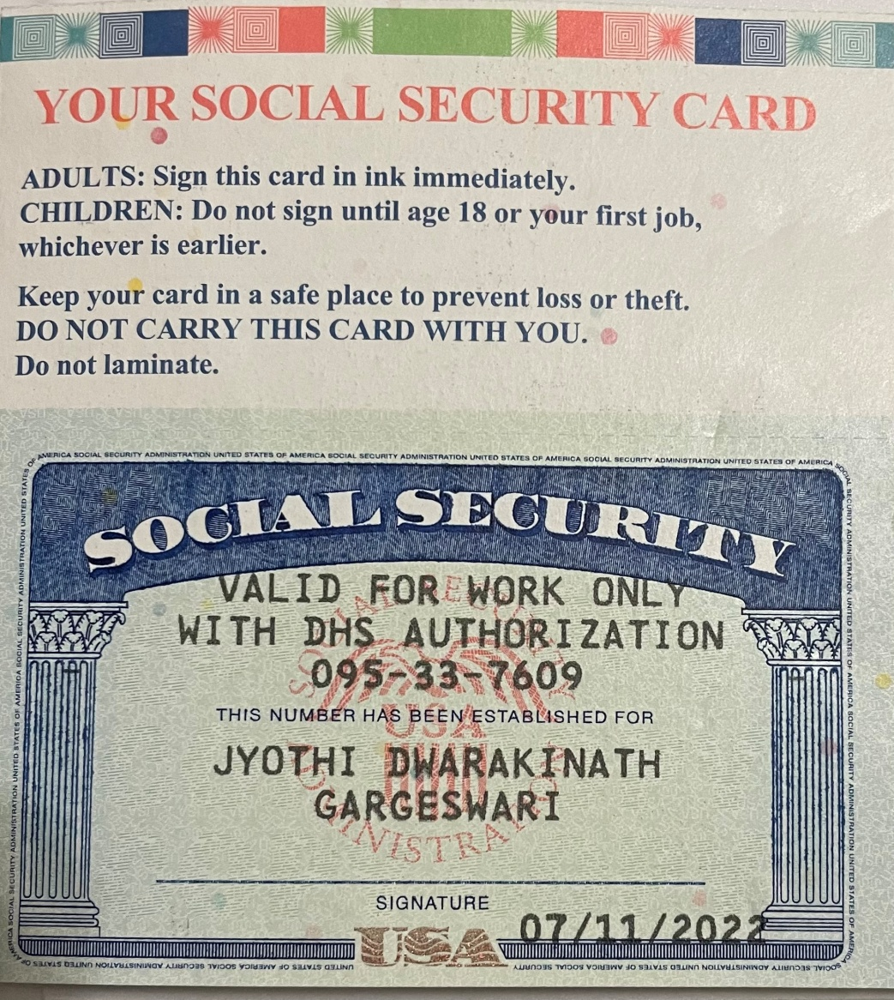 YOUR SOCIAL SECURITY CARD
ADULTS: Sign this card in ink immediately.
CHILDREN: Do not sign until age 18 or your first job,
whichever is earlier.
Keep your card in a safe place to prevent loss or theft.
DO NOT CARRY THIS CARD WITH YOU.
Do not laminate.
AMERICA SOCIAL SECURITY ADMINISTRATION UNITED STATES OF AMERICA SOCIAL SECURITY ADMINISTRATION UNITED STATES OF AMERICA SOCIAL SECURITY ADMINISTRATION UNITED STATES OF AMERICA
SOCIAL SECURITY
VALID FOR WORK ONLY
WITH DHS AUTHORIZATION
095-33-7609
THIS NUMBER HAS BEEN ESTABLISHED FOR
USA
JYOTHI DWARAKINATH
GARGESWARI
ADMINISTRATION
SIGNATURE
USA
07/11/2022